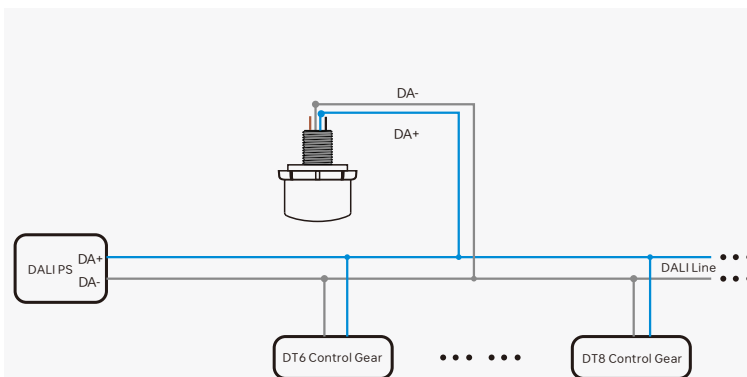 DA-
DA+
DALI PS
DA+
DA-
DALI Line
DT6 Control Gear
DT8 Control Gear